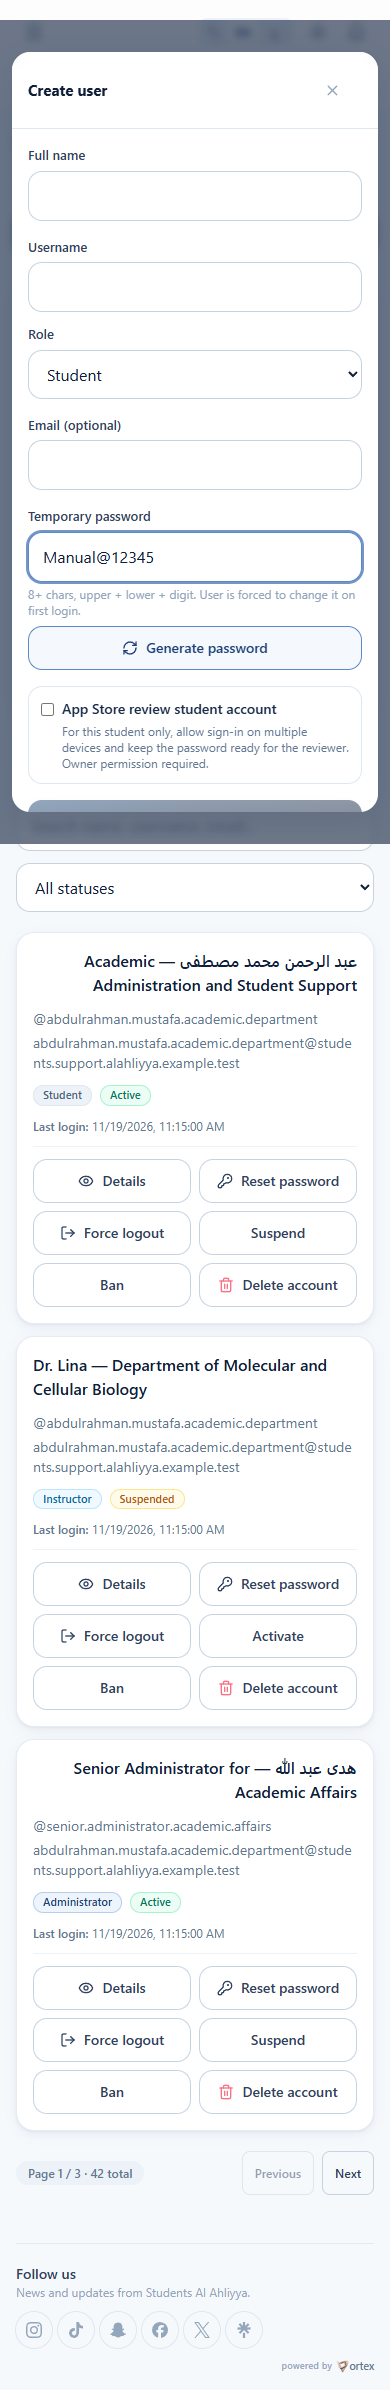 Create user
Full name
Username
Role
Student
Email (optional)
Temporary password
Manual@12345
8+ chars, upper + lower + digit. User is forced to change it on
first login.
Generate password
App Store review student account
For this student only, allow sign-in on multiple
devices and keep the password ready for the reviewer.
Owner permission required.
All statuses
عبد الرحمن محمد مصطفى — Academic
Administration and Student Support
@abdulrahman.mustafa.academic.department
abdulrahman.mustafa.academic.department@stude
nts.support.alahliyya.example.test
Student Active
Last login: 11/19/2026, 11:15:00 AM
Details Reset password
Force logout Suspend
Ban Delete account
Dr. Lina — Department of Molecular and
Cellular Biology
@abdulrahman.mustafa.academic.department
abdulrahman.mustafa.academic.department@stude
nts.support.alahliyya.example.test
Instructor Suspended
Last login: 11/19/2026, 11:15:00 AM
Details Reset password
Force logout Activate
Ban Delete account
هدى عبد الله — Senior Administrator for
Academic Affairs
@senior.administrator.academic.affairs
abdulrahman.mustafa.academic.department@stude
nts.support.alahliyya.example.test
Administrator Active
Last login: 11/19/2026, 11:15:00 AM
Details Reset password
Force logout Suspend
Ban Delete account
Page 1 / 3 · 42 total Previous Next
Follow us
News and updates from Students Al Ahliyya.
powered by Vortex